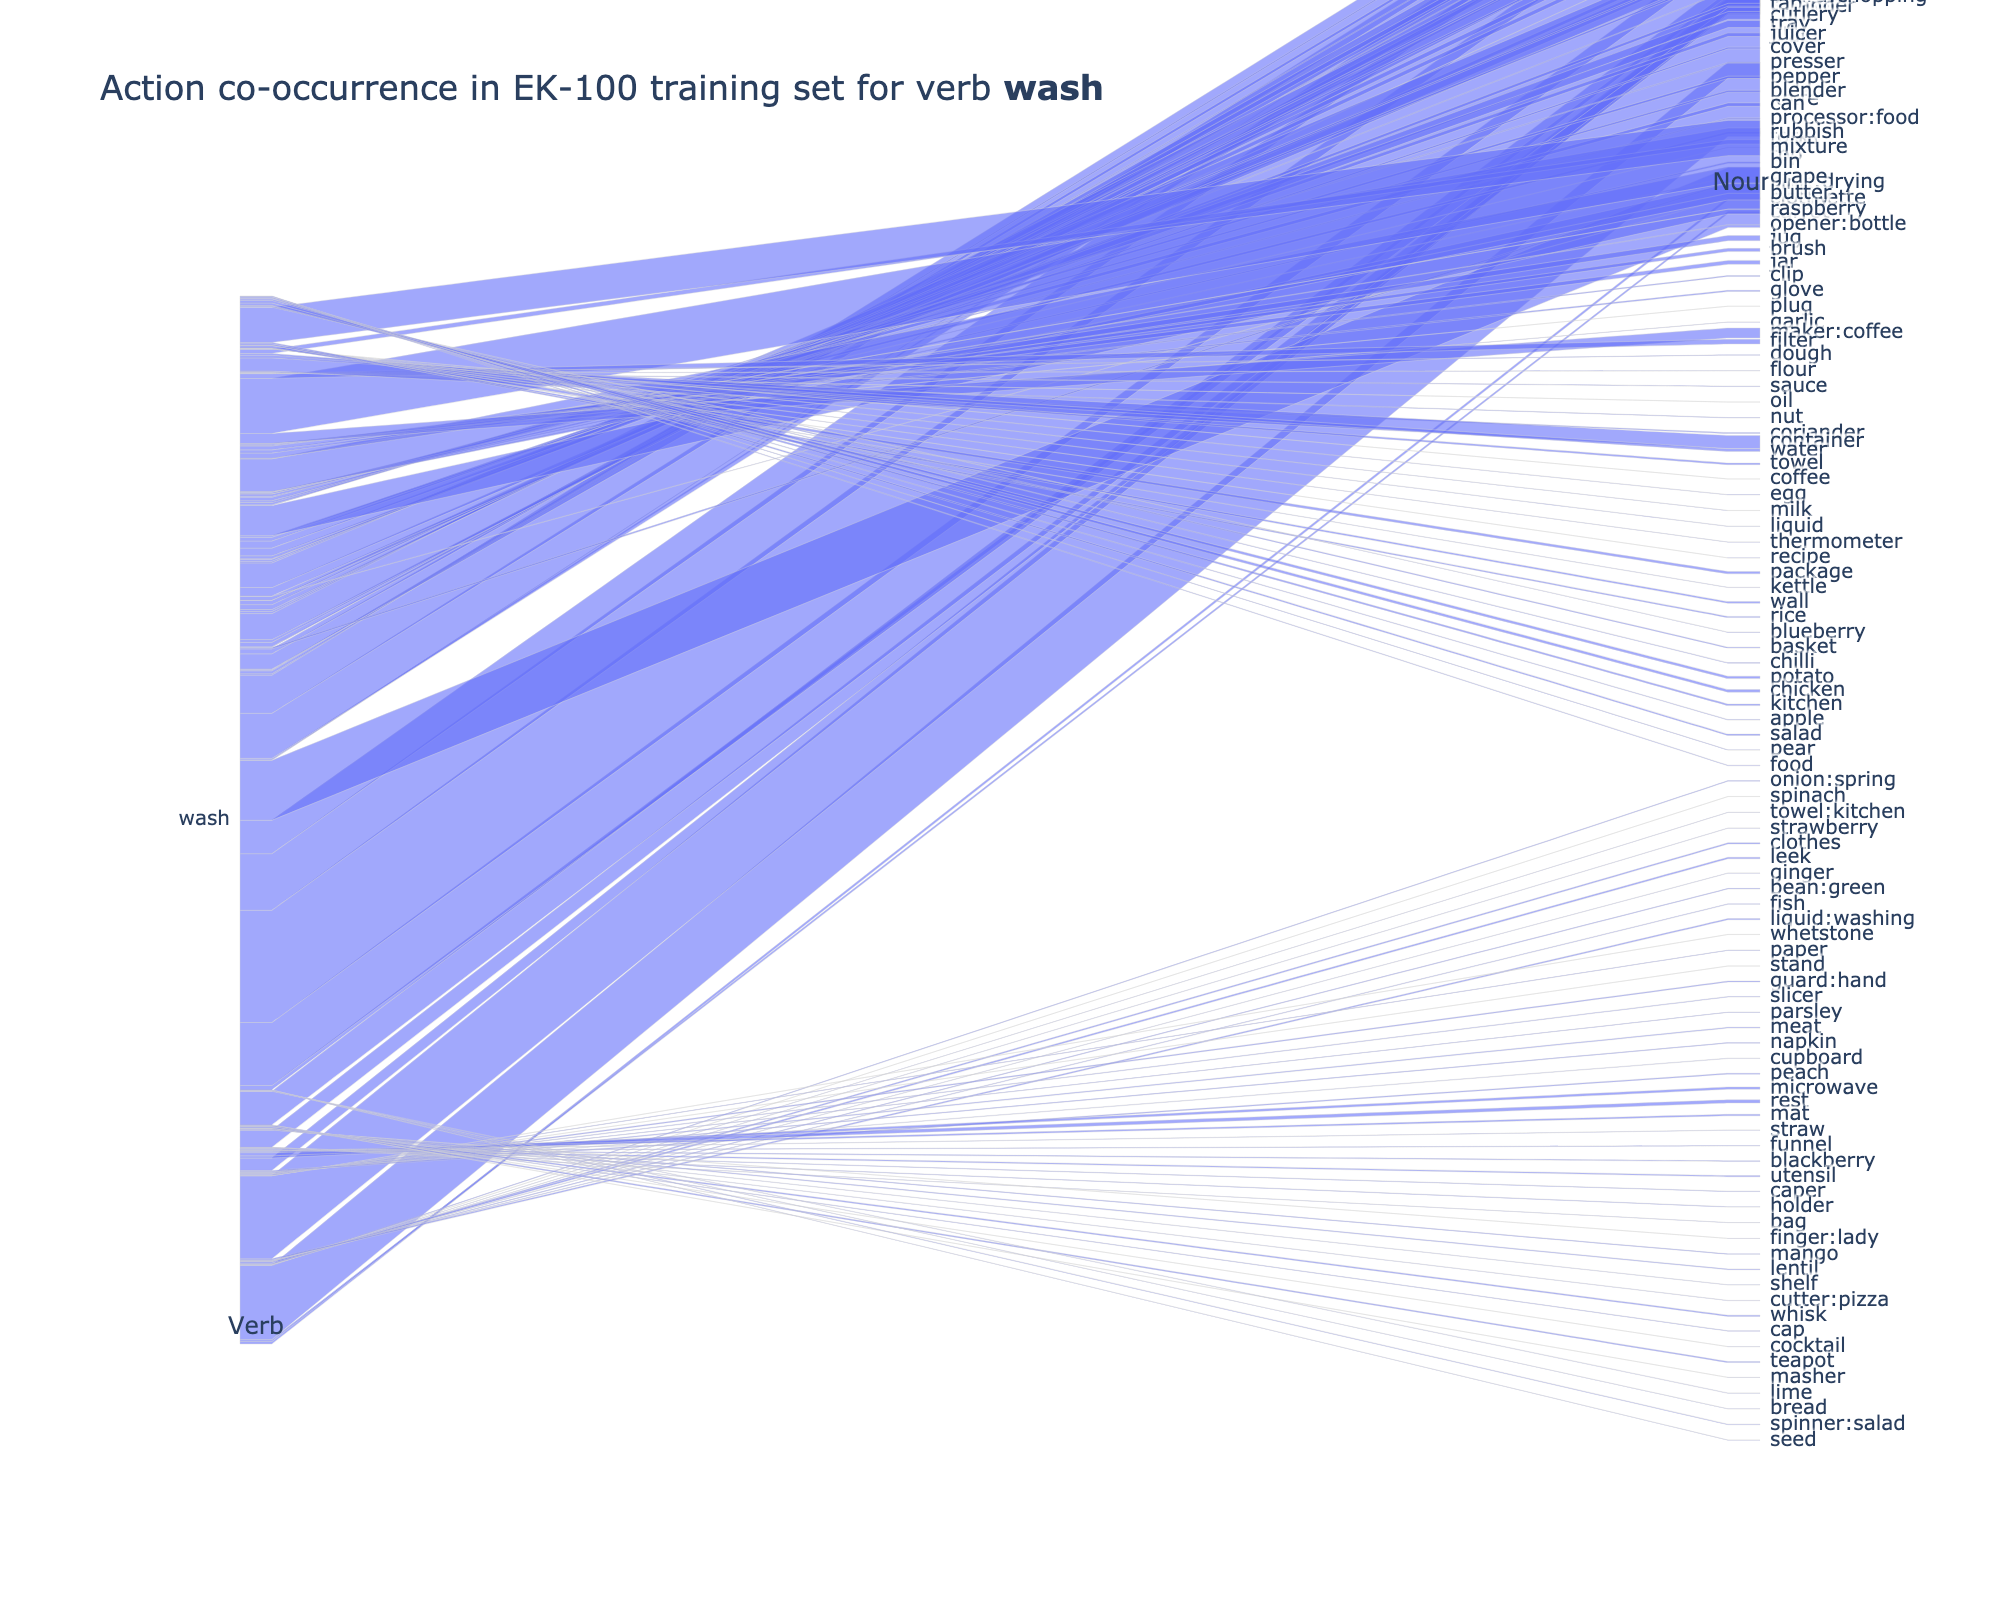 Action co-occurrence in EK-100 training set for verb wash
cutlery
tray
juicer
cover
presser
pepper
blender
can
processor:food
rubbish
mixture
bin
grape
butter
raspberry
opener:bottle
jug
brush
jar
clip
glove
plug
garlic
maker:coffee
filter
dough
flour
sauce
oil
nut
coriander
container
water
towel
coffee
egg
milk
liquid
thermometer
recipe
package
kettle
wall
rice
blueberry
basket
chilli
potato
chicken
kitchen
apple
salad
pear
food
onion:spring
spinach
wash
towel:kitchen
strawberry
clothes
leek
ginger
bean:green
fish
liquid:washing
whetstone
paper
stand
guard:hand
slicer
parsley
meat
napkin
cupboard
peach
microwave
rest
mat
straw
funnel
blackberry
utensil
caper
holder
bag
finger:lady
mango
lentil
shelf
cutter:pizza
whisk
Verb
cap
cocktail
teapot
masher
lime
bread
spinner:salad
seed